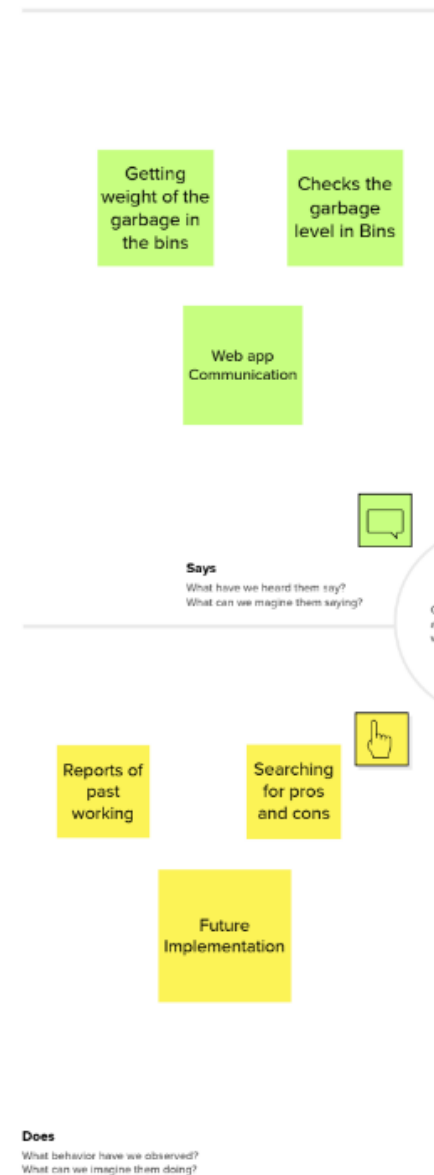 Getting
weight of the
garbage in
the bins
Checks the
garbage
level in Bins
Web app
Communication
Says
What have we heard them say?
What can we magine them saying?
Reports of
past
working
Searching
for pros
and cons
Future
Implementation
Does
What behavior have we observed?
What can we imagine them doing?